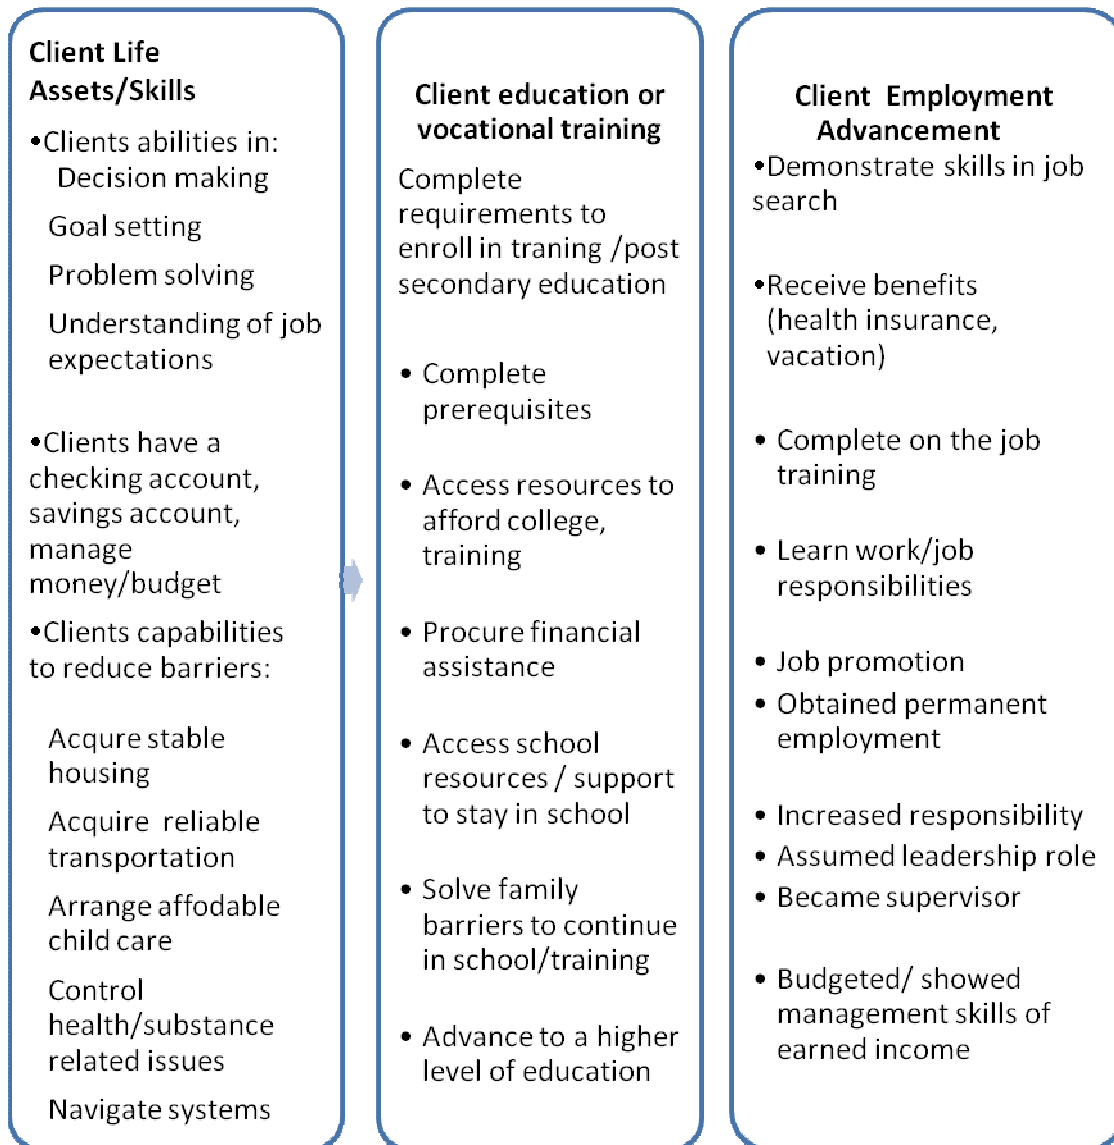 Client Life
Assets/Skills
•Clients abilities in:
Decision making
Goal setting
Problem solving
Understanding of job
expectations
•Clients have a
checking account,
savings account,
manage
money/budget
•Clients capabilities
to reduce barriers:
Acqure stable
housing
Acquire reliable
transportation
Arrange affodable
child care
Control
health/substance
related issues
Navigate systems
Client education or
vocational training
Complete
requirements to
enroll in traning /post
secondary education
• Complete
prerequisites
• Access resources to
afford college,
training
• Procure financial
assistance
• Access school
resources / support
to stay in school
• Solve family
barriers to continue
in school/training
• Advance to a higher
level of education
Client Employment
Advancement
•Demonstrate skills in job
search
•Receive benefits
(health insurance,
vacation)
• Complete on the job
training
• Learn work/job
responsibilities
• Job promotion
• Obtained permanent
employment
• Increased responsibility
• Assumed leadership role
• Became supervisor
• Budgeted/ showed
management skills of
earned income